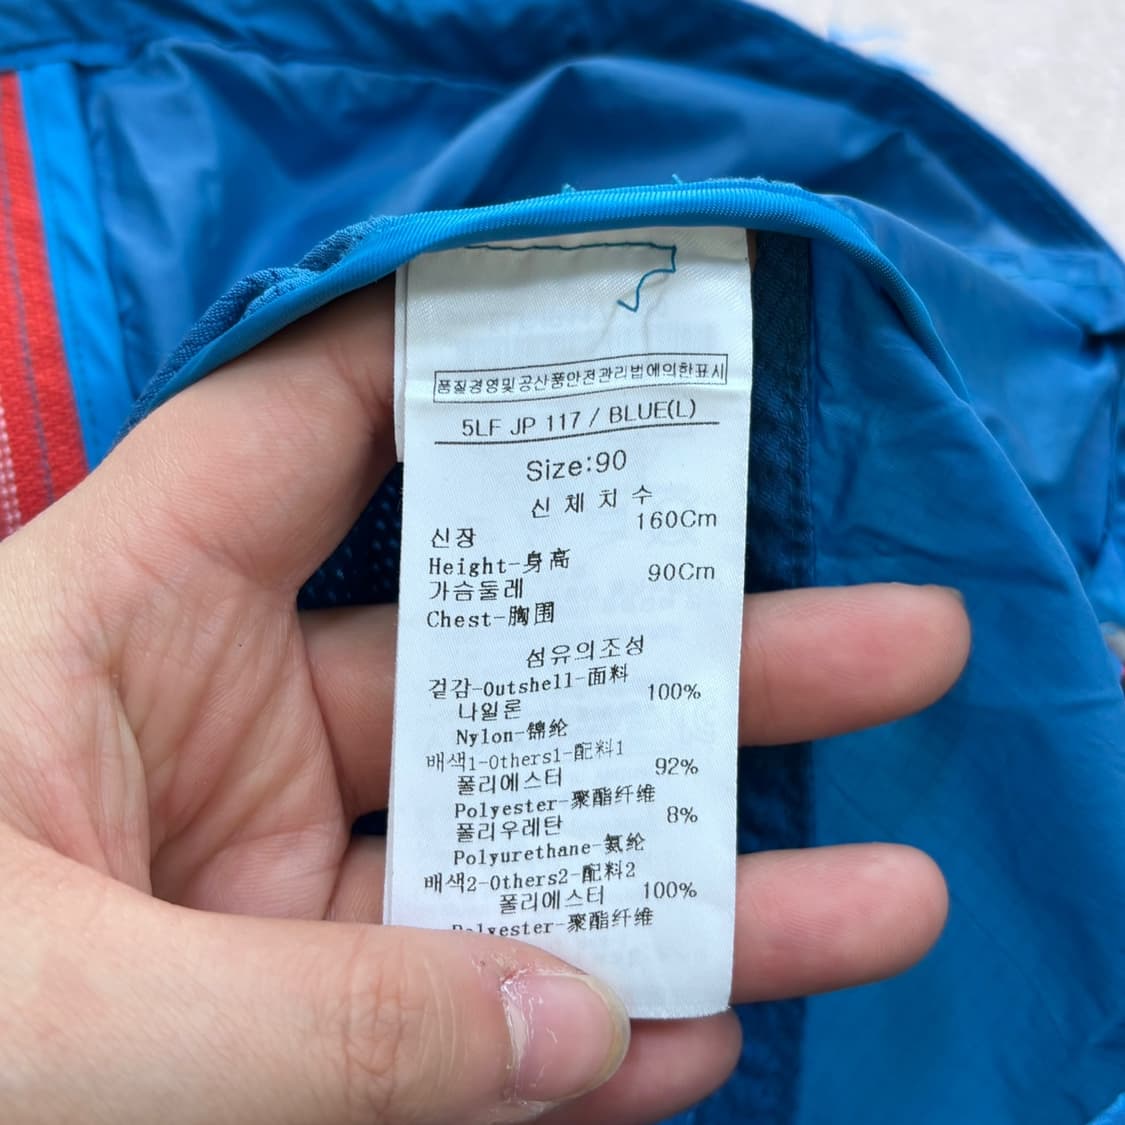 품질경영및공산품안전관리법에의한표시
5LF JP 117 / BLUE(L)
Size:90
신 체 치 수
신장 160Cm
Height-身高
가슴둘레 90Cm
Chest-胸围
섬유의조성
겉감-Outshell-面料
나일론 100%
Nylon-锦纶
배색1-Others1-配料1
폴리에스터 92%
Polyester-聚酯纤维
폴리우레탄 8%
Polyurethane-氨纶
배색2-Others2-配料2
폴리에스터 100%
Polyester-聚酯纤维